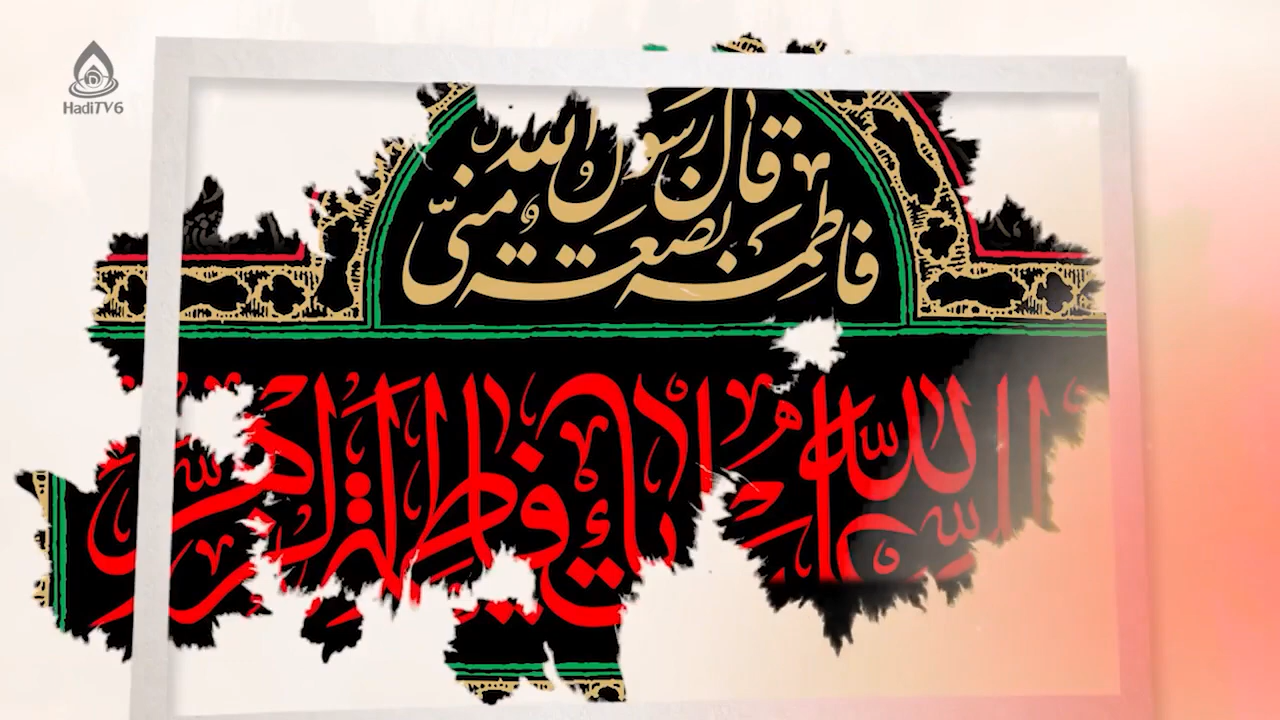 HadiTV6
قال رسول الله
فاطمة بضعة مني
السلام عليك يا فاطمة الزهراء